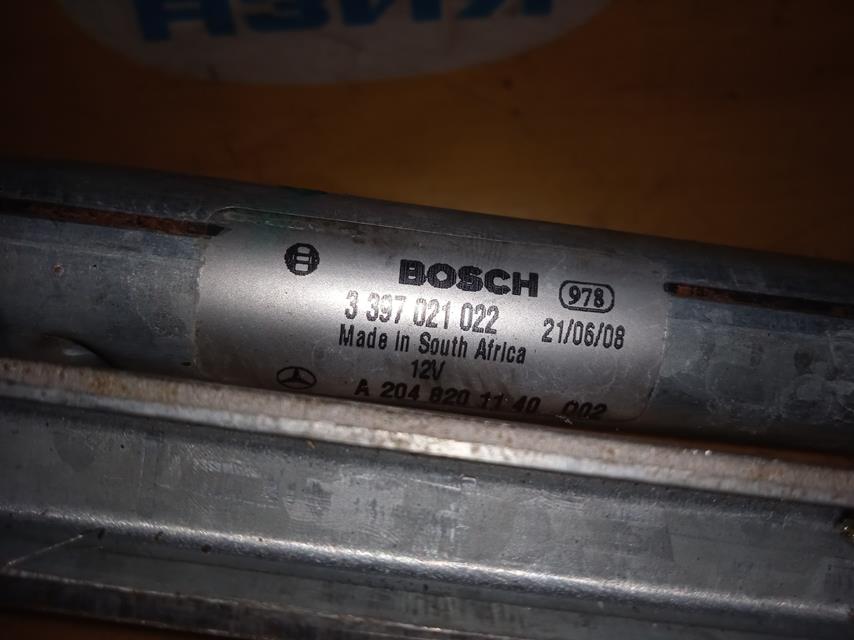 КИЗН
BOSCH 978
3 397 021 022 21/06/08
Made in South Africa
12V
A 204 820 11 40 002